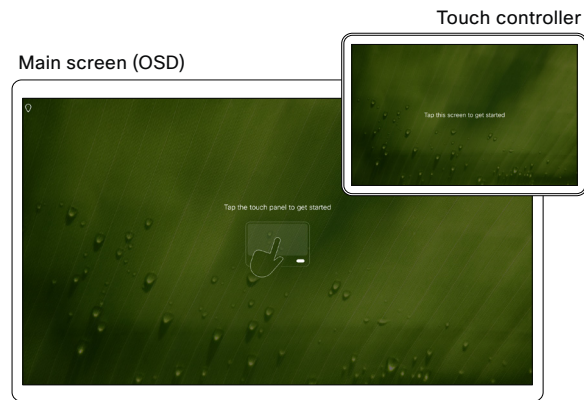 Touch controller
Main screen (OSD)
Tap this screen to get started
Tap the touch panel to get started